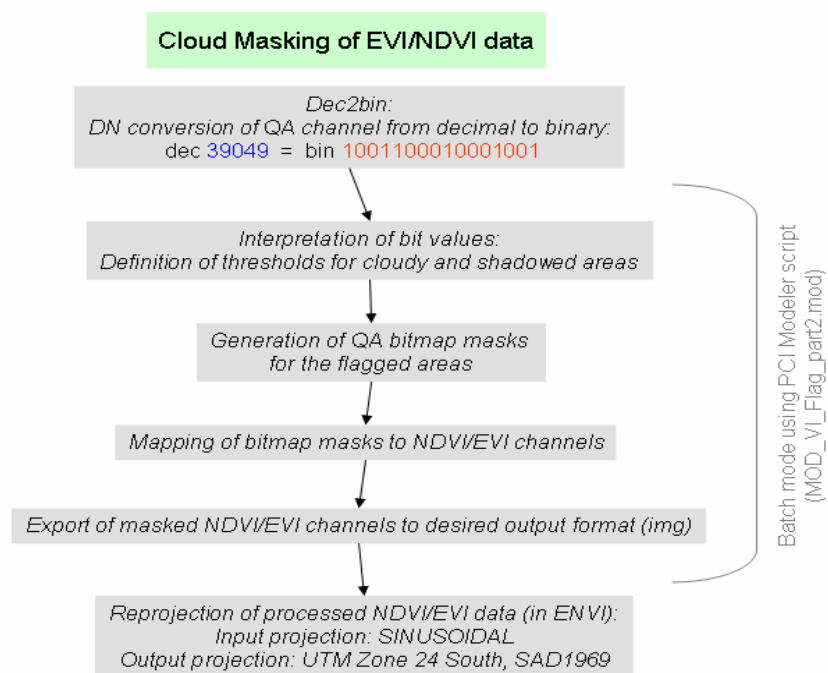 Cloud Masking of EVI/NDVI data
Dec2bin:
DN conversion of QA channel from decimal to binary:
dec 39049 = bin 1001100010001001
Interpretation of bit values:
Definition of thresholds for cloudy and shadowed areas
Generation of QA bitmap masks
for the flagged areas
Mapping of bitmap masks to NDVI/EVI channels
Export of masked NDVI/EVI channels to desired output format (img)
Reprojection of processed NDVI/EVI data (in ENVI):
Input projection: SINUSOIDAL
Output projection: UTM Zone 24 South, SAD1969
Batch mode using PCI Modeler script
(MOD_VI_Flag_part2.mod)